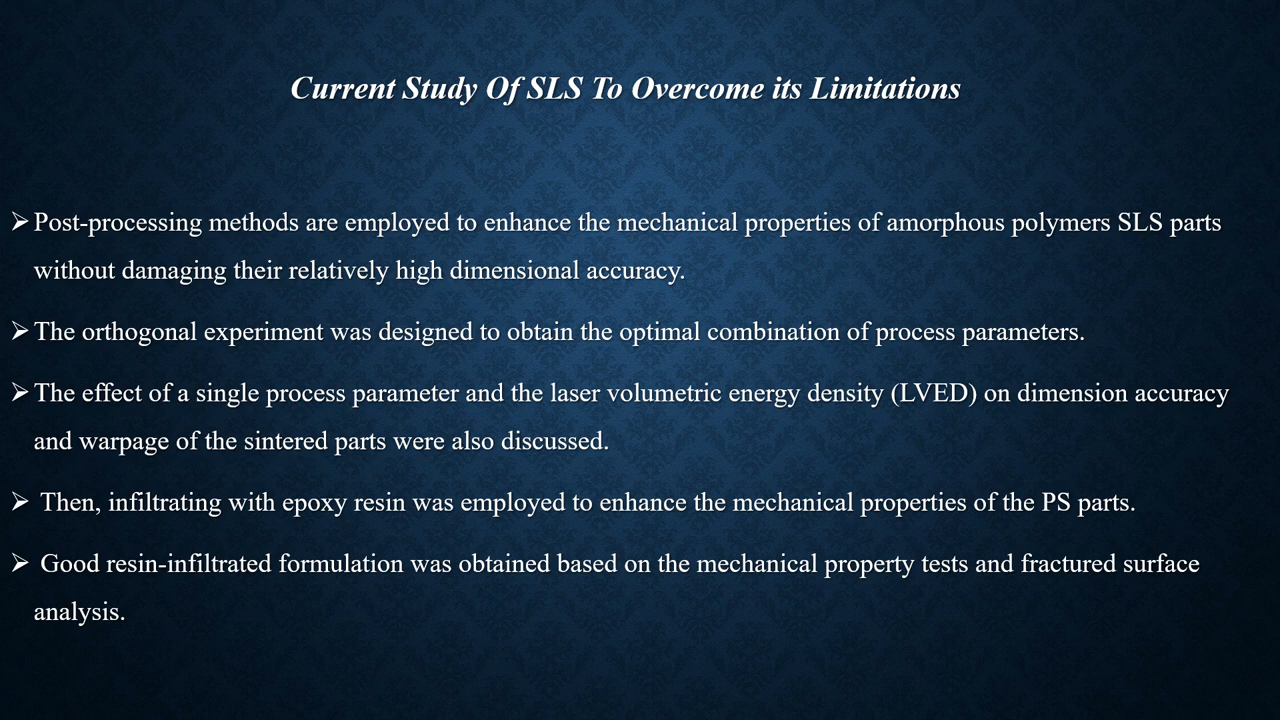 Current Study Of SLS To Overcome its Limitations
➢ Post-processing methods are employed to enhance the mechanical properties of amorphous polymers SLS parts
without damaging their relatively high dimensional accuracy.
➢ The orthogonal experiment was designed to obtain the optimal combination of process parameters.
➢ The effect of a single process parameter and the laser volumetric energy density (LVED) on dimension accuracy
and warpage of the sintered parts were also discussed.
➢ Then, infiltrating with epoxy resin was employed to enhance the mechanical properties of the PS parts.
➢ Good resin-infiltrated formulation was obtained based on the mechanical property tests and fractured surface
analysis.